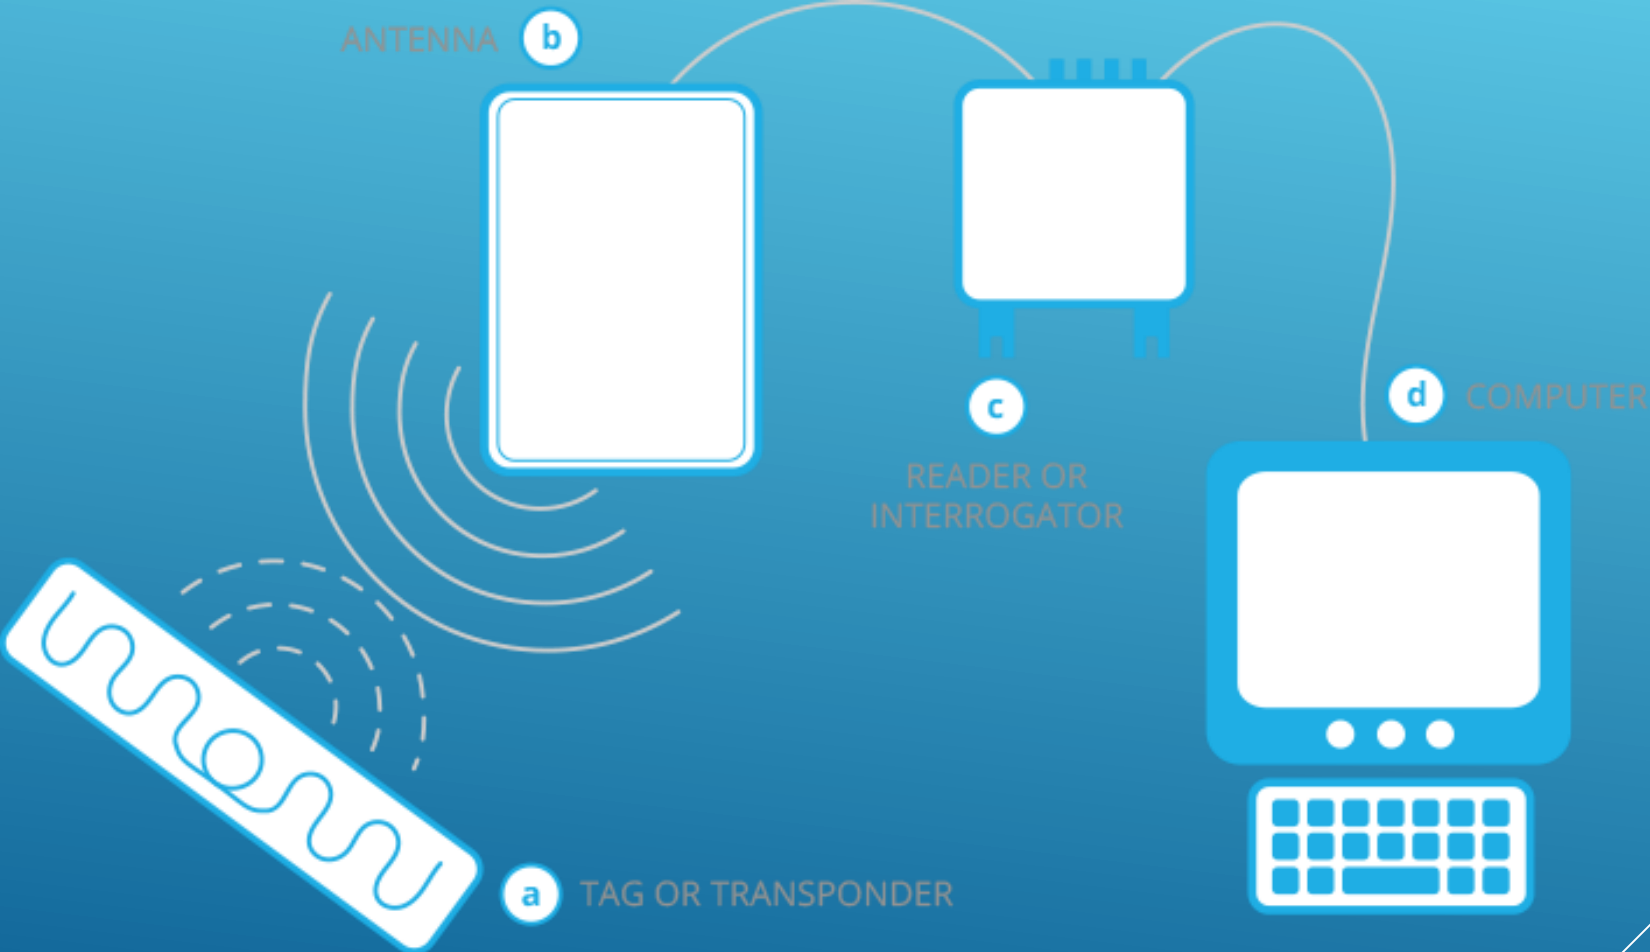 ANTENNA b
c
READER OR
INTERROGATOR
d COMPUTER
a TAG OR TRANSPONDER